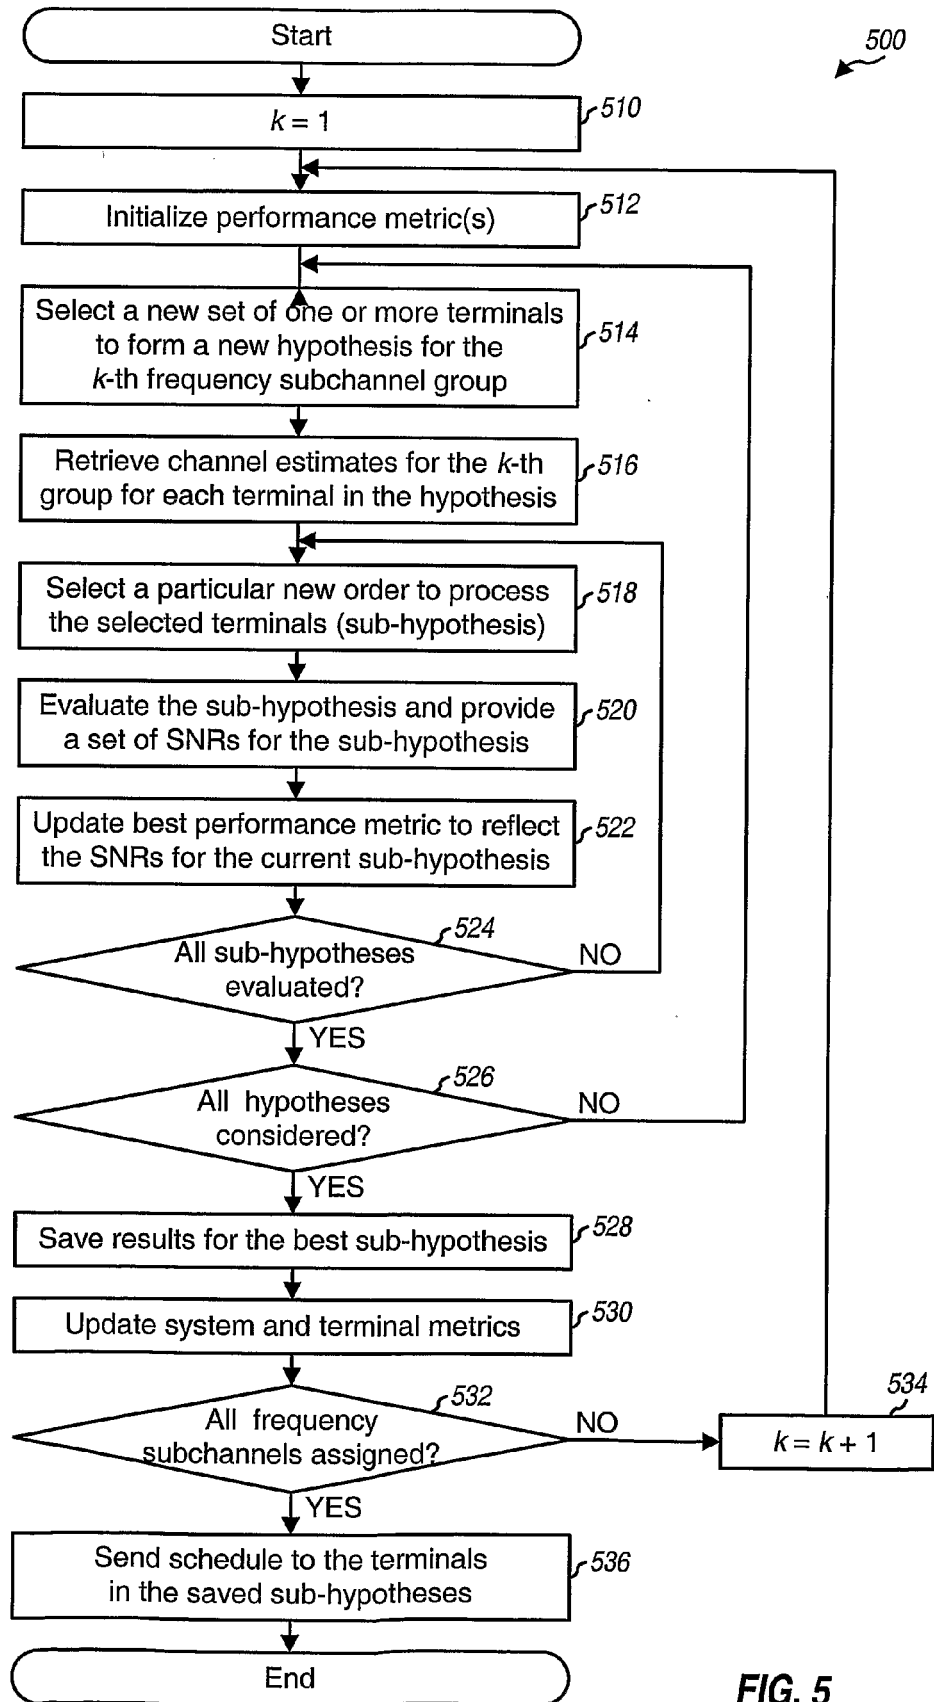 Start
500
k = 1
510
Initialize performance metric(s)
512
Select a new set of one or more terminals
to form a new hypothesis for the
k-th frequency subchannel group
514
Retrieve channel estimates for the k-th
group for each terminal in the hypothesis
516
Select a particular new order to process
the selected terminals (sub-hypothesis)
518
Evaluate the sub-hypothesis and provide
a set of SNRs for the sub-hypothesis
520
Update best performance metric to reflect
the SNRs for the current sub-hypothesis
522
524
All sub-hypotheses
evaluated?
NO
YES
526
All hypotheses
considered?
NO
YES
Save results for the best sub-hypothesis
528
Update system and terminal metrics
530
532
All frequency
subchannels assigned?
NO
534
k = k + 1
YES
Send schedule to the terminals
in the saved sub-hypotheses
536
End
FIG. 5